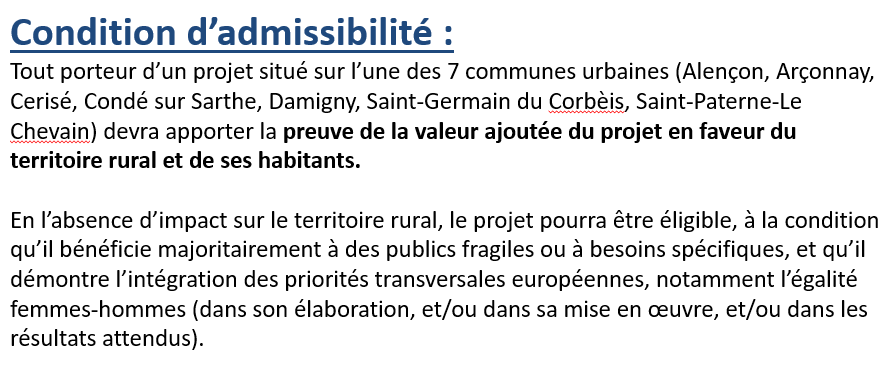 Condition d’admissibilité :
Tout porteur d’un projet situé sur l’une des 7 communes urbaines (Alençon, Arçonnay,
Cerisé, Condé sur Sarthe, Damigny, Saint-Germain du Corbèis, Saint-Paterne-Le
Chevain) devra apporter la preuve de la valeur ajoutée du projet en faveur du
territoire rural et de ses habitants.
En l’absence d’impact sur le territoire rural, le projet pourra être éligible, à la condition
qu’il bénéficie majoritairement à des publics fragiles ou à besoins spécifiques, et qu’il
démontre l’intégration des priorités transversales européennes, notamment l’égalité
femmes-hommes (dans son élaboration, et/ou dans sa mise en œuvre, et/ou dans les
résultats attendus).